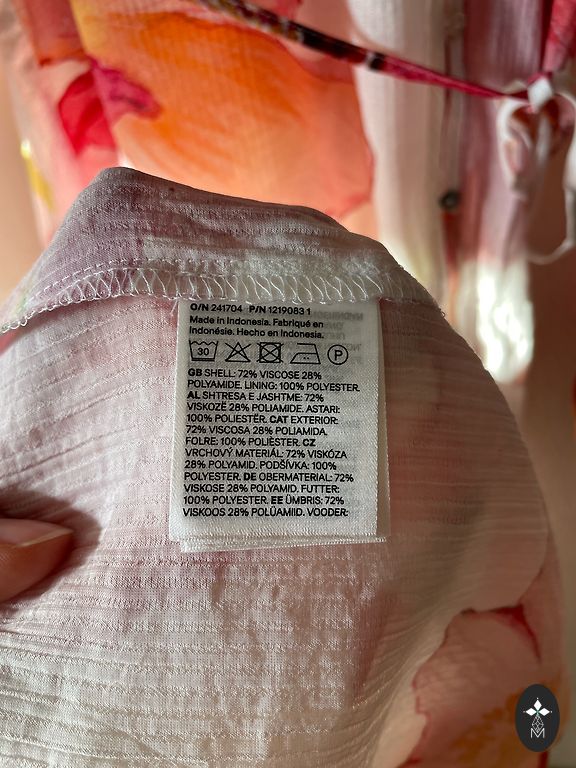 O/N 241704 P/N 1219083 1
Made in Indonesia. Fabriqué en
Indonésie. Hecho en Indonesia.
30 P
GB SHELL: 72% VISCOSE 28%
POLYAMIDE. LINING: 100% POLYESTER.
AL SHTRESA E JASHTME: 72%
VISKOZË 28% POLIAMIDE. ASTARI:
100% POLIESTËR. CAT EXTERIOR:
72% VISCOSA 28% POLIAMIDA.
FOLRE: 100% POLIÈSTER. CZ
VRCHOVÝ MATERIÁL: 72% VISKÓZA
28% POLYAMID. PODŠÍVKA: 100%
POLYESTER. DE OBERMATERIAL: 72%
VISKOSE 28% POLYAMID. FUTTER:
100% POLYESTER. EE ÜMBRIS: 72%
VISKOOS 28% POLÜAMIID. VOODER:
M